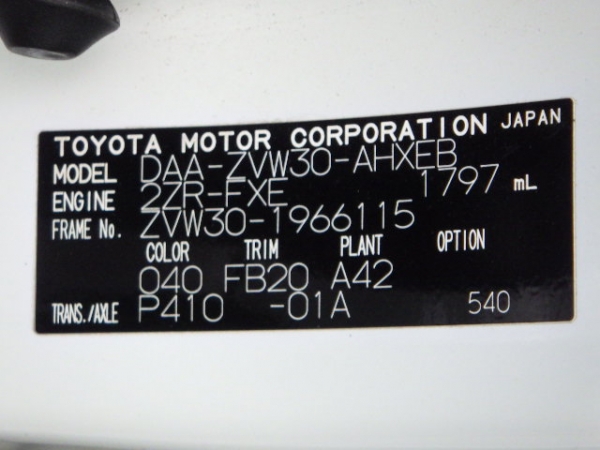 TOYOTA MOTOR CORPORATION JAPAN
MODEL DAA-ZVW30-AHXEB
ENGINE 2ZR-FXE 1797 mL
FRAME No. ZVW30-1966115
COLOR TRIM PLANT OPTION
040 FB20 A42
TRANS./AXLE P410 -01A 540